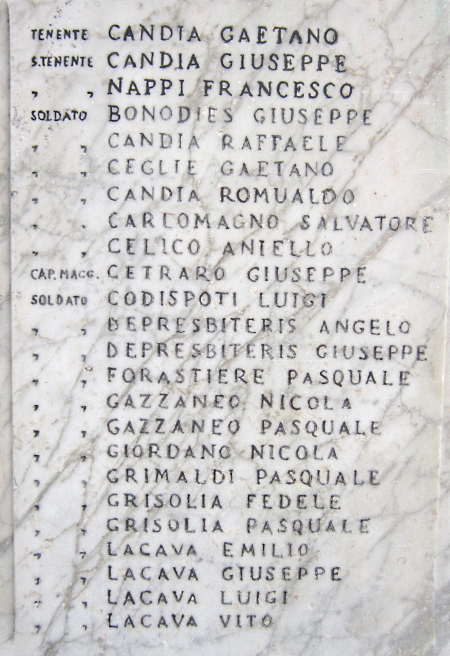 TENENTE CANDIA GAETANO
S.TENENTE CANDIA GIUSEPPE
" " NAPPI FRANCESCO
SOLDATO BONODIES GIUSEPPE
" " CANDIA RAFFAELE
" " CEGLIE GAETANO
" " CANDIA ROMUALDO
" " CARLOMAGNO SALVATORE
" " CELICO ANIELLO
CAP. MAGG. CETRARO GIUSEPPE
SOLDATO CODISPOTI LUIGI
" " DEPRESBITERIS ANGELO
" " DEPRESBITERIS GIUSEPPE
" " FORASTIERE PASQUALE
" " GAZZANEO NICOLA
" " GAZZANEO PASQUALE
" " GIORDANO NICOLA
" " GRIMALDI PASQUALE
" " GRISOLIA FEDELE
" " GRISOLIA PASQUALE
" " LACAVA EMILIO
" " LACAVA GIUSEPPE
" " LACAVA LUIGI
" " LACAVA VITO